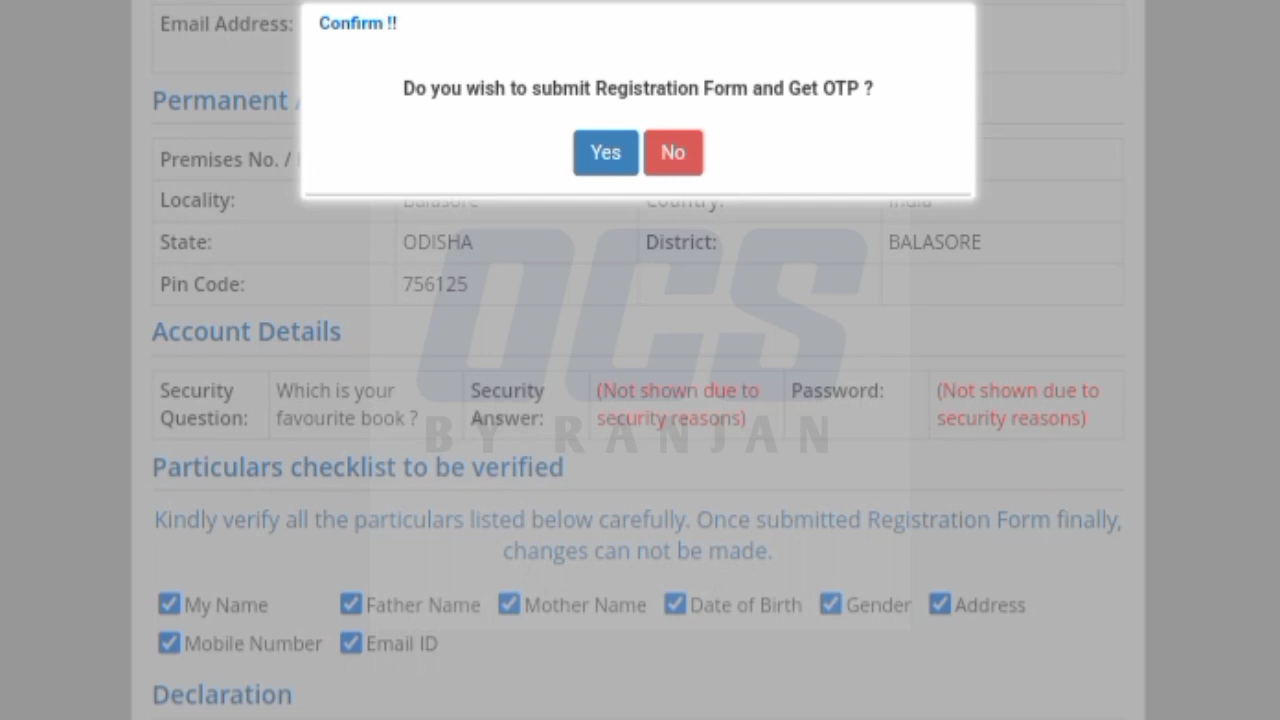 Confirm !!
Do you wish to submit Registration Form and Get OTP ?
Yes No
Email Address:
Permanent
Premises No. /
Locality: Balasore Country: India
State: ODISHA District: BALASORE
Pin Code: 756125
OCS
BY RANJAN
Account Details
Security Which is your Security (Not shown due to Password: (Not shown due to
Question: favourite book ? Answer: security reasons) security reasons)
Particulars checklist to be verified
Kindly verify all the particulars listed below carefully. Once submitted Registration Form finally,
changes can not be made.
My Name Father Name Mother Name Date of Birth Gender Address
Mobile Number Email ID
Declaration